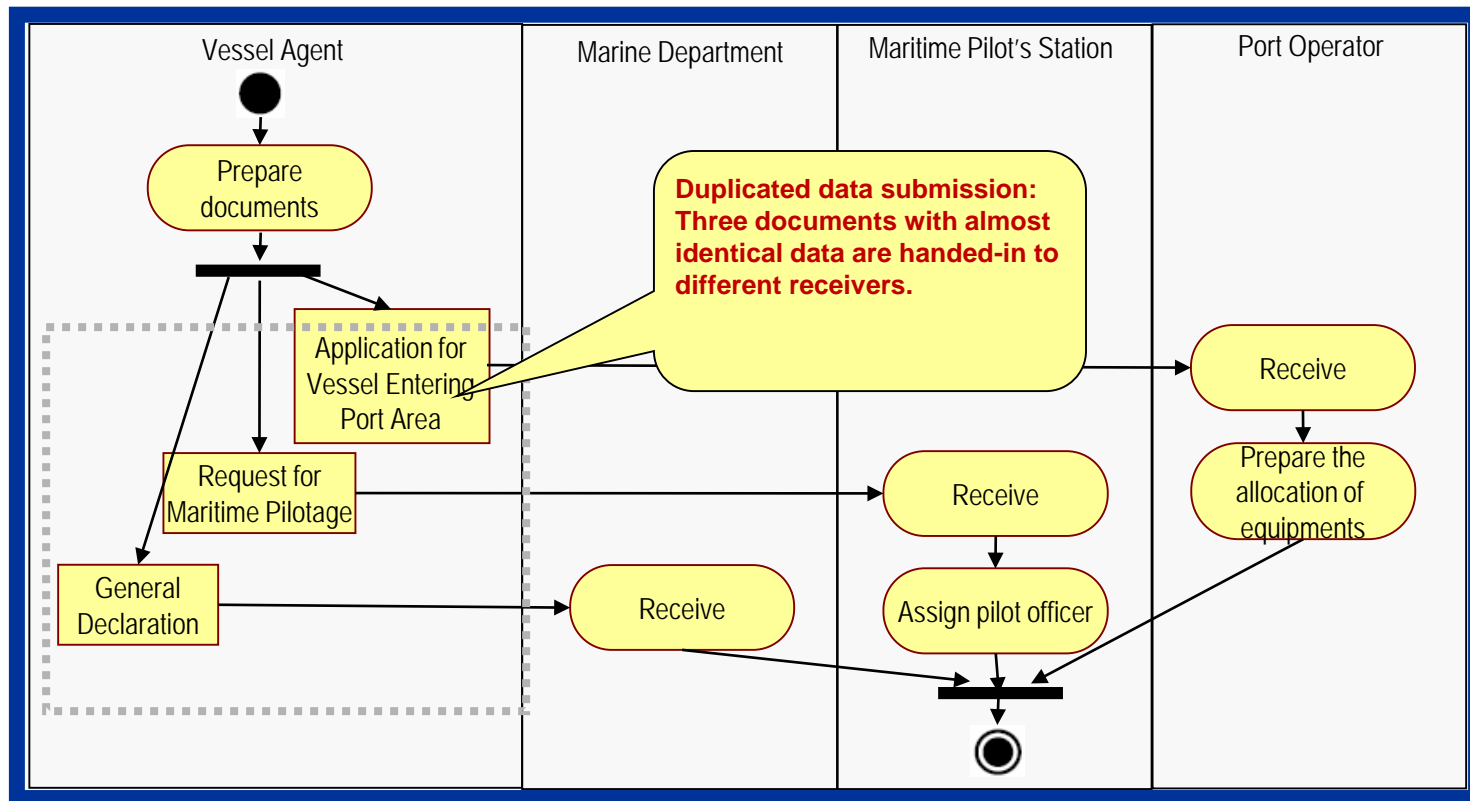 Vessel Agent
Marine Department
Maritime Pilot's Station
Port Operator
Prepare
documents
Duplicated data submission:
Three documents with almost
identical data are handed-in to
different receivers.
Application for
Vessel Entering
Port Area
Receive
Request for
Maritime Pilotage
Receive
Prepare the
allocation of
equipments
General
Declaration
Receive
Assign pilot officer